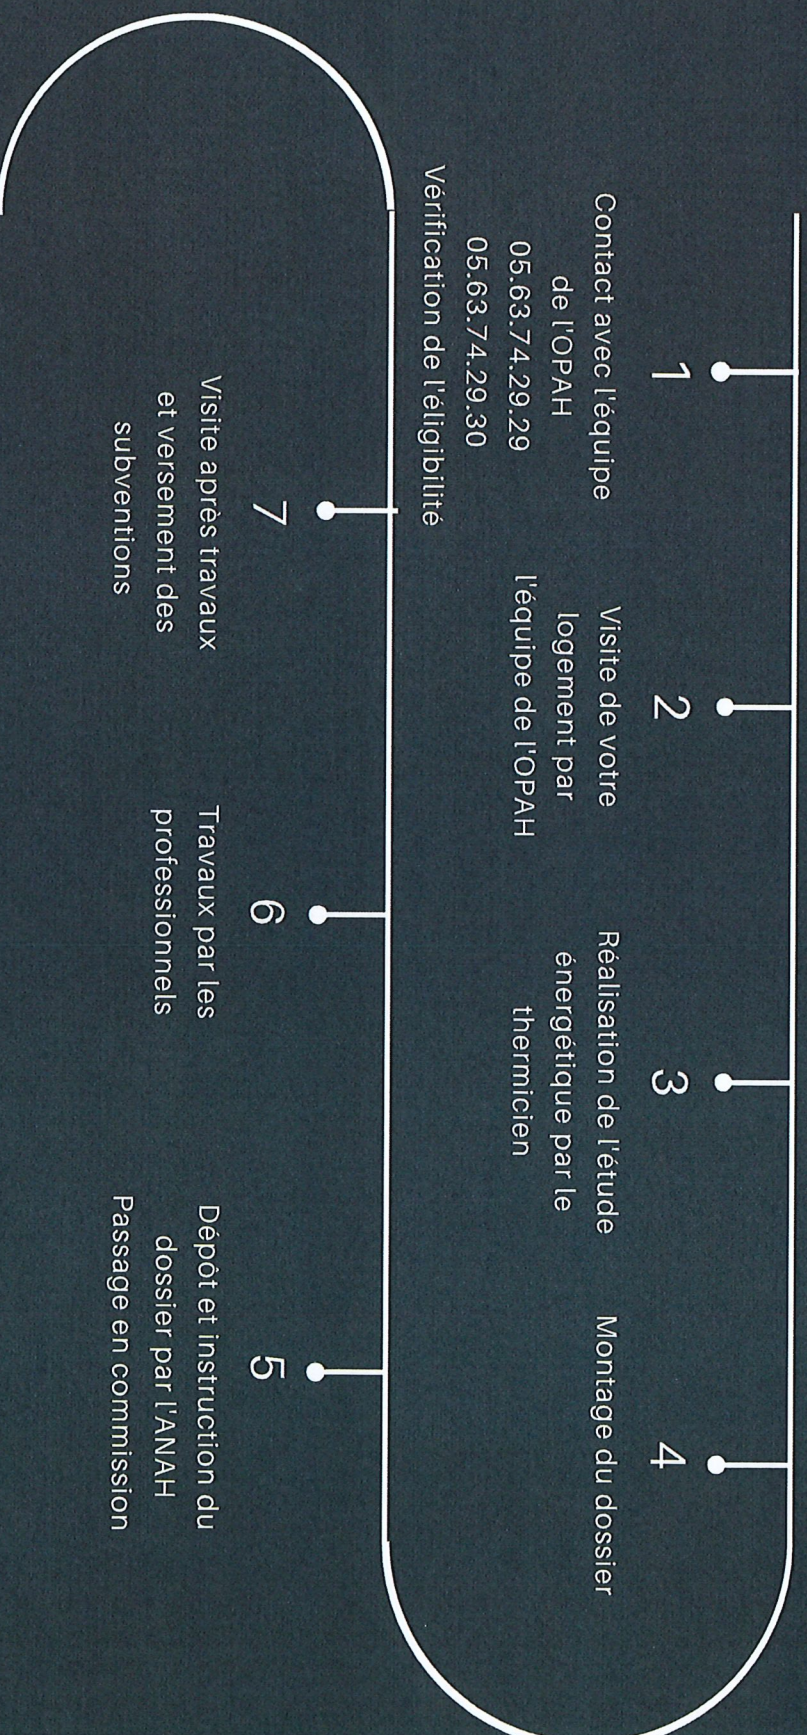 1
Contact avec l'équipe
de l'OPAH
05.63.74.29.29
05.63.74.29.30
Vérification de l'éligibilité
2
Visite de votre
logement par
l'équipe de l'OPAH
3
Réalisation de l'étude
énergétique par le
thermicien
4
Montage du dossier
5
Dépôt et instruction du
dossier par l'ANAH
Passage en commission
6
Travaux par les
professionnels
7
Visite après travaux
et versement des
subventions